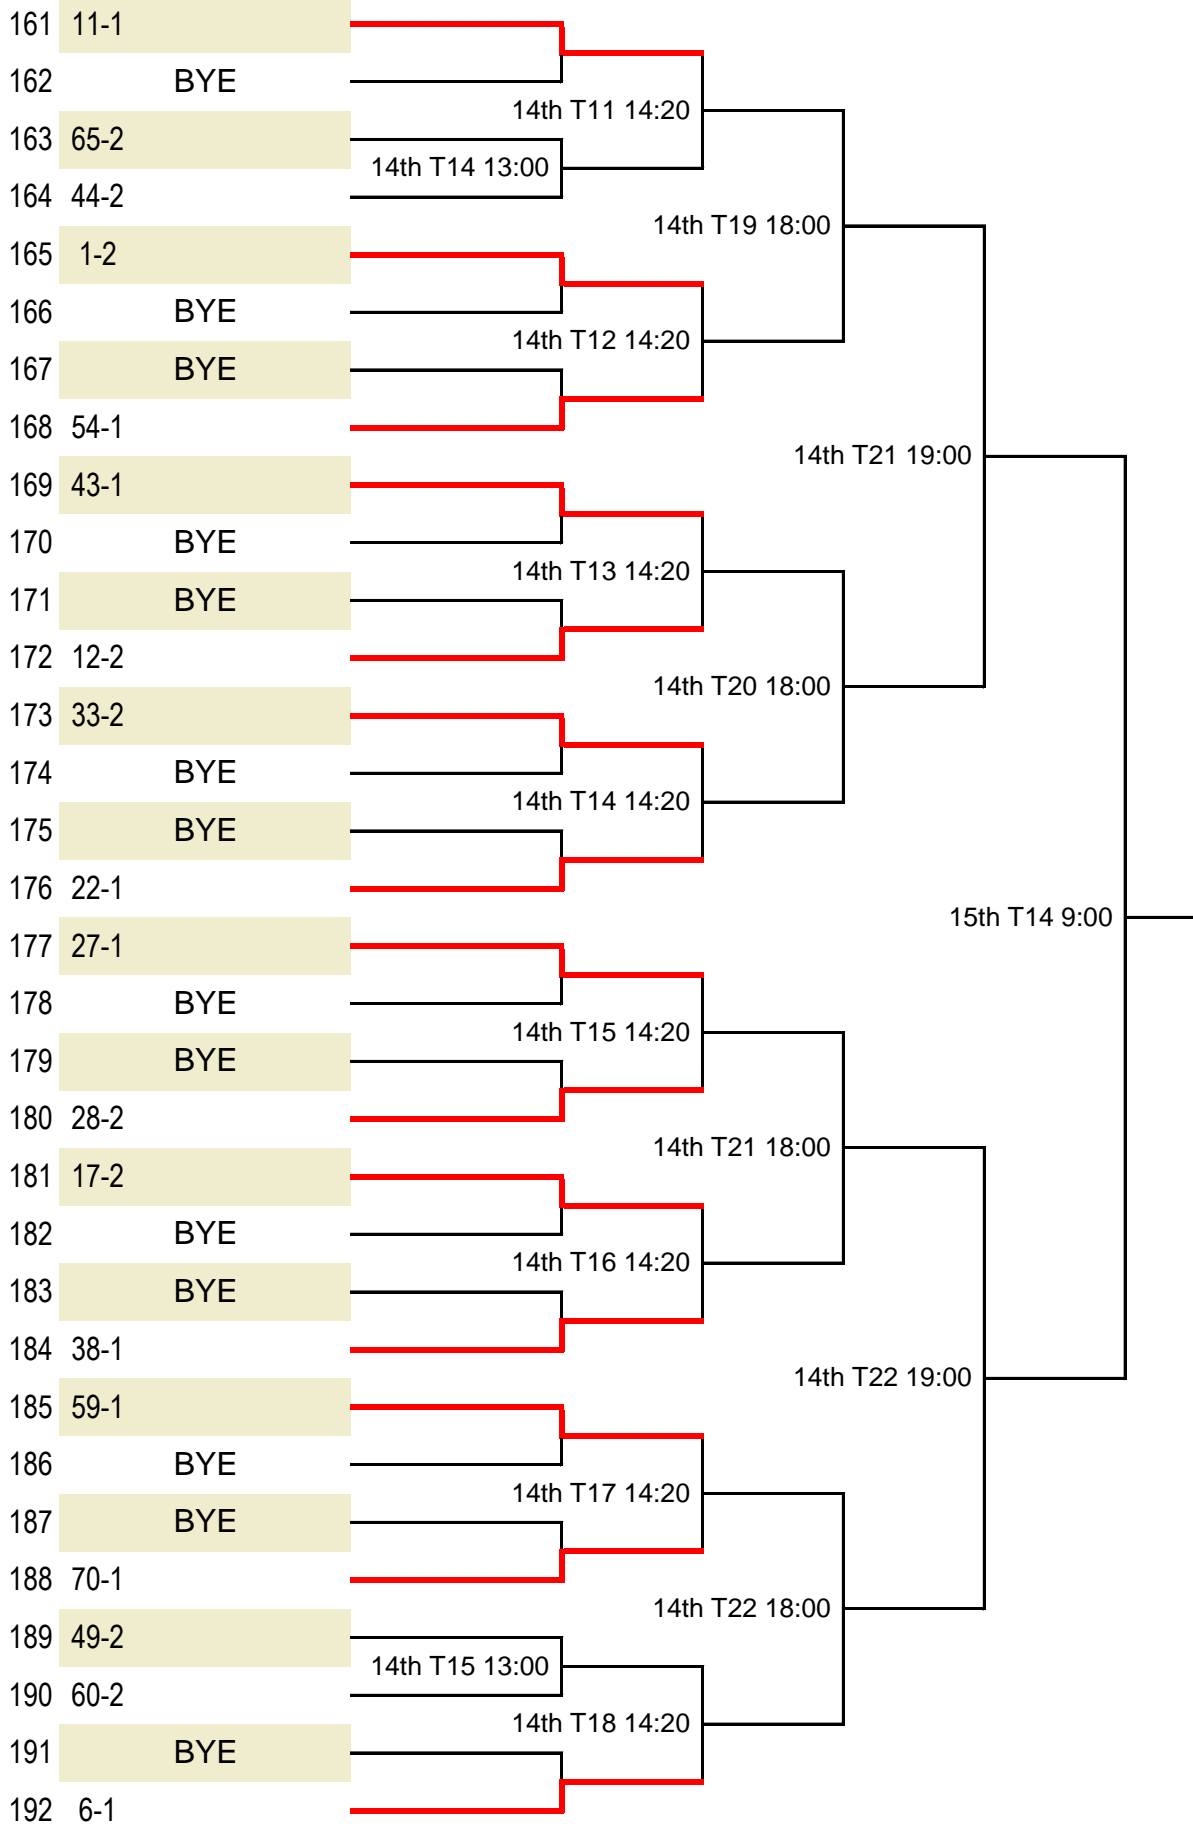 161 11-1
162 BYE
14th T11 14:20
163 65-2
14th T14 13:00
164 44-2
14th T19 18:00
165 1-2
166 BYE
14th T12 14:20
167 BYE
168 54-1
14th T21 19:00
169 43-1
170 BYE
14th T13 14:20
171 BYE
172 12-2
14th T20 18:00
173 33-2
174 BYE
14th T14 14:20
175 BYE
176 22-1
15th T14 9:00
177 27-1
178 BYE
14th T15 14:20
179 BYE
180 28-2
14th T21 18:00
181 17-2
182 BYE
14th T16 14:20
183 BYE
184 38-1
14th T22 19:00
185 59-1
186 BYE
14th T17 14:20
187 BYE
188 70-1
14th T22 18:00
189 49-2
14th T15 13:00
190 60-2
14th T18 14:20
191 BYE
192 6-1